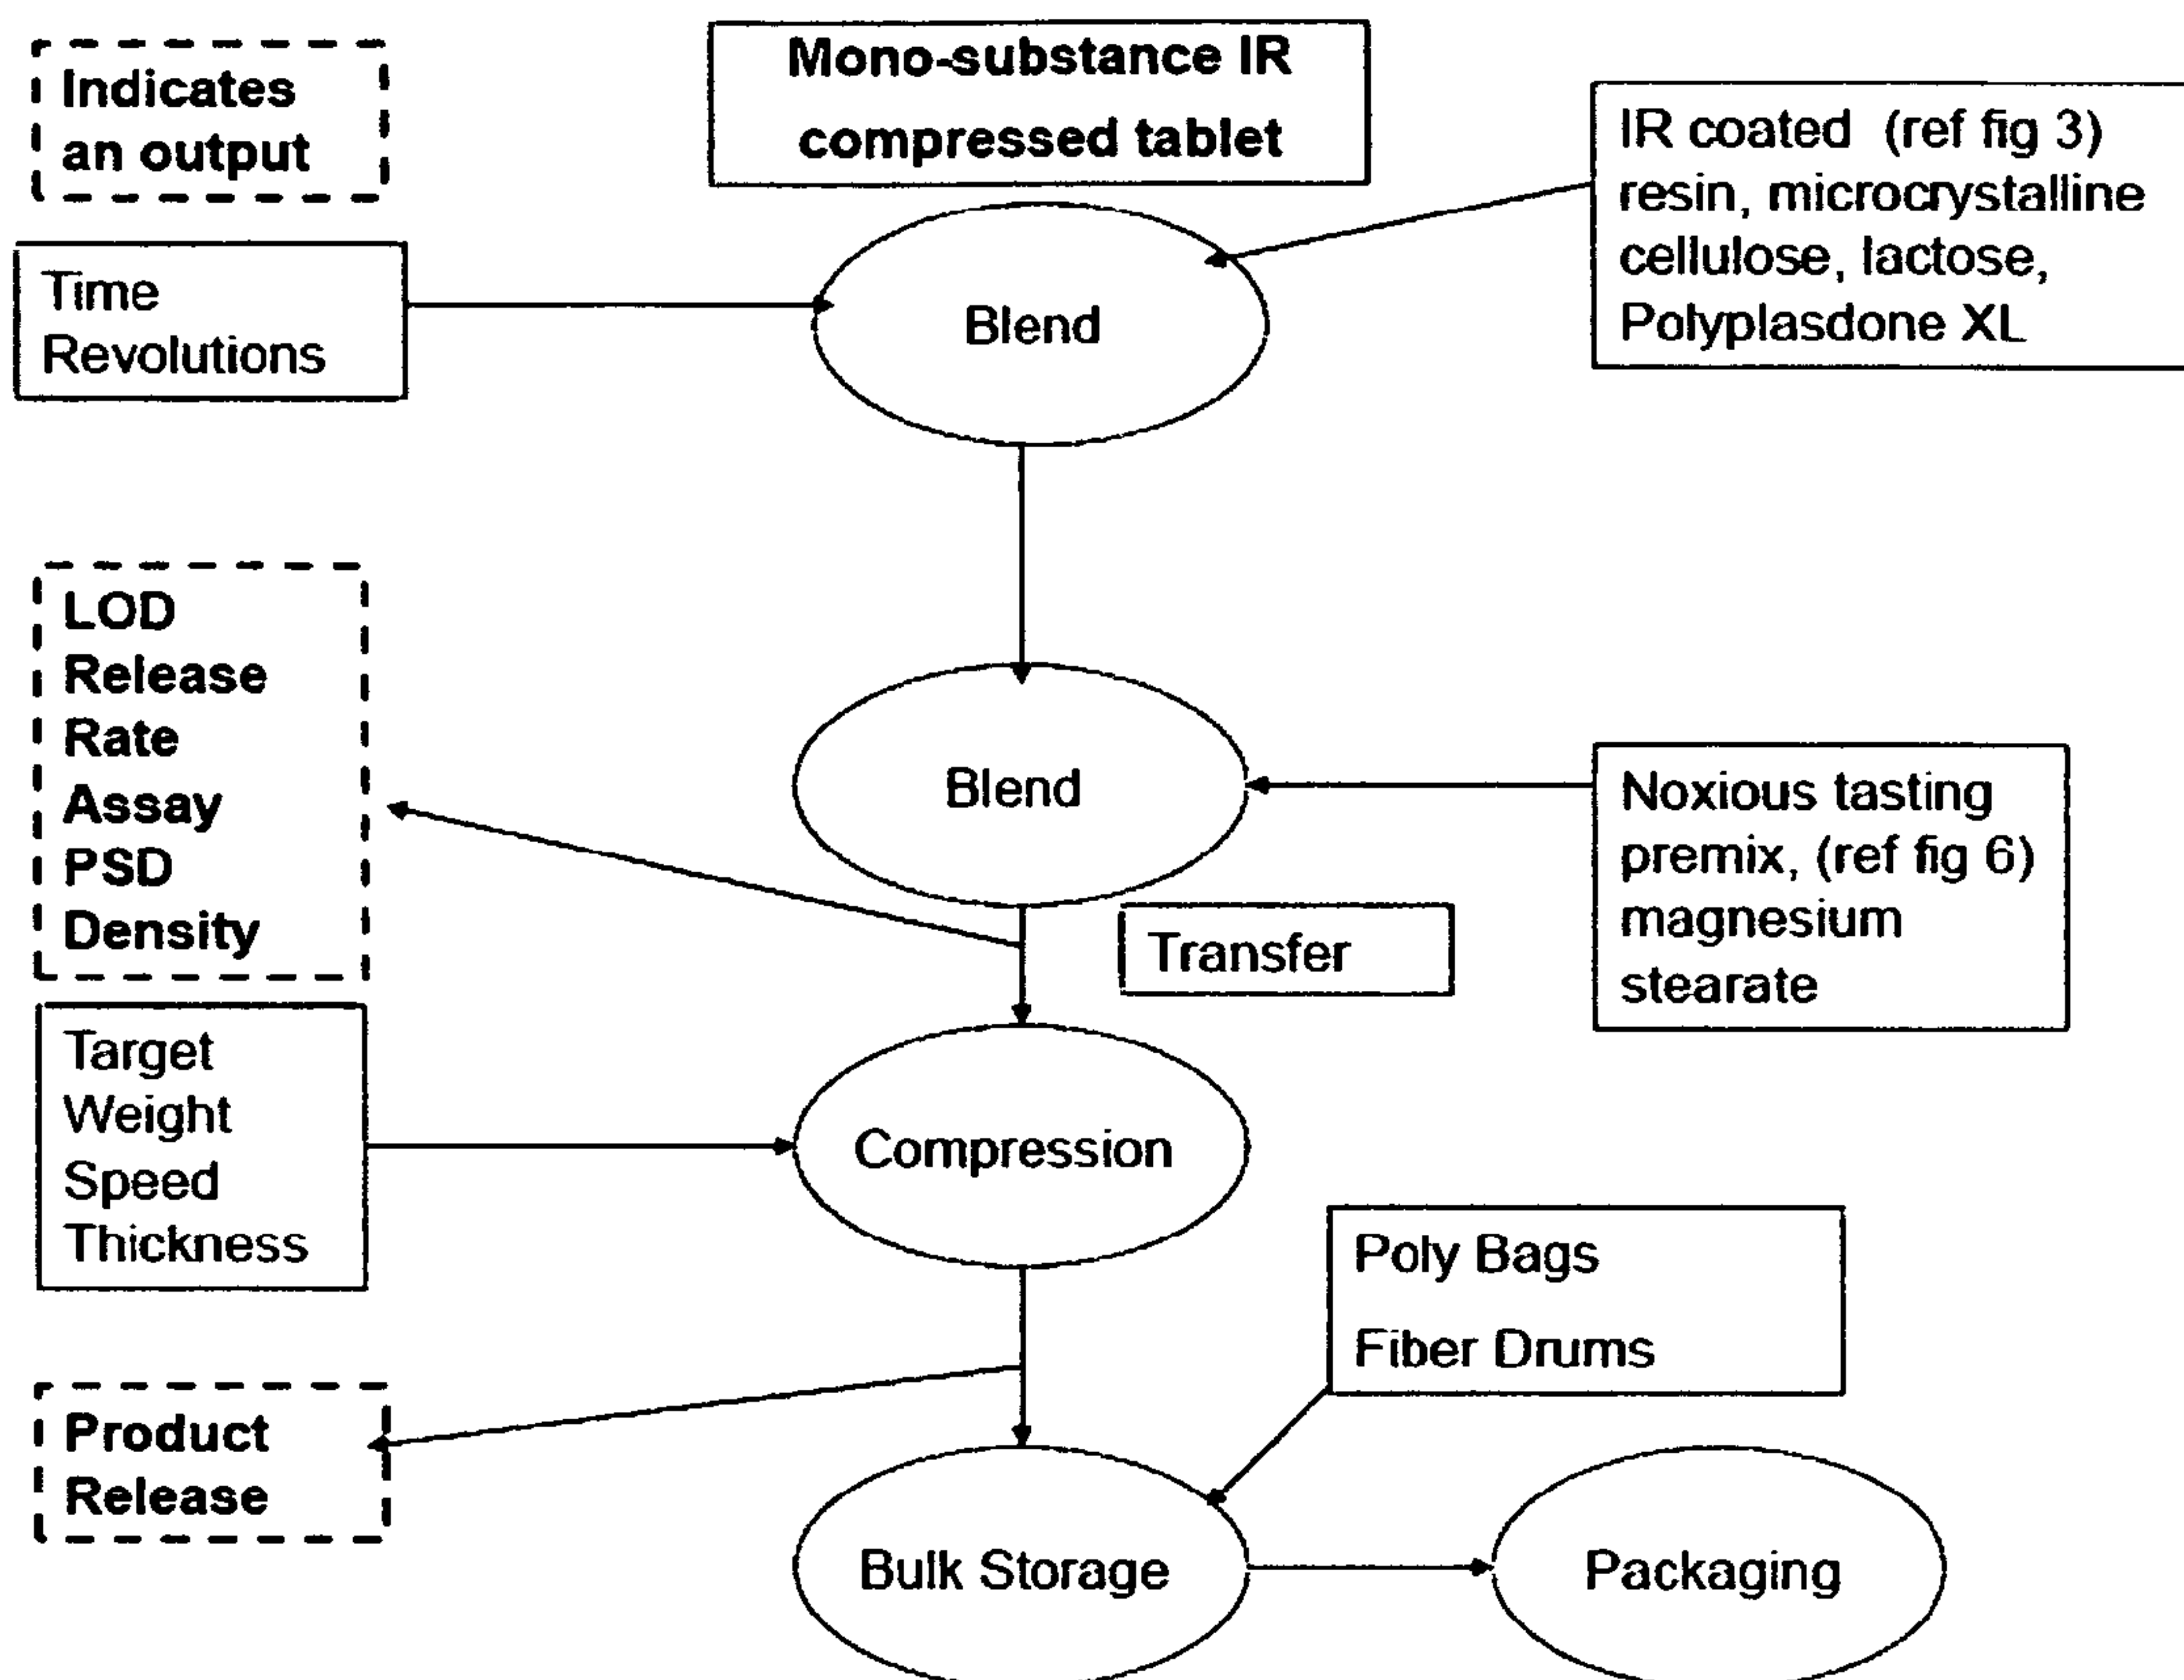 Indicates
an output
Mono-substance IR
compressed tablet
IR coated (ref fig 3)
resin, microcrystalline
cellulose, lactose,
Polyplasdone XL
Time
Revolutions
Blend
LOD
Release
Rate
Assay
PSD
Density
Blend
Noxious tasting
premix, (ref fig 6)
magnesium
stearate
Transfer
Target
Weight
Speed
Thickness
Compression
Poly Bags
Fiber Drums
Product
Release
Bulk Storage
Packaging